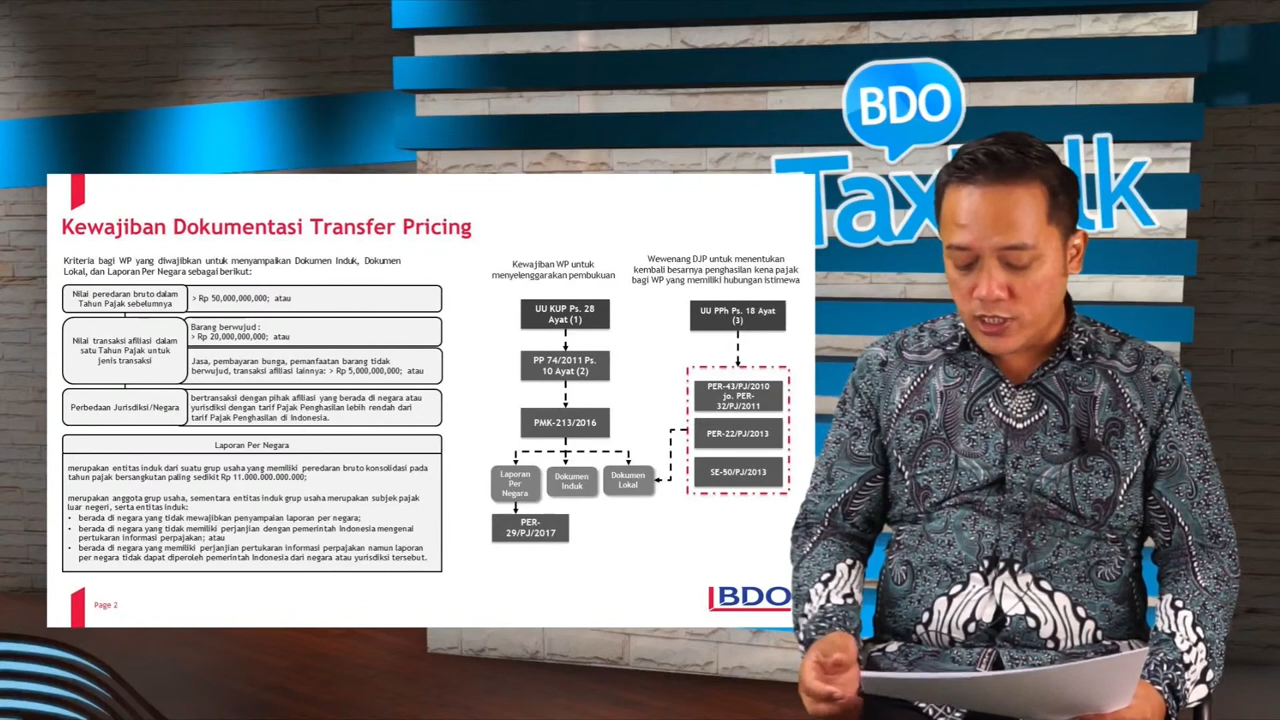 BDO
TaxTalk
Kewajiban Dokumentasi Transfer Pricing
Kriteria bagi WP yang diwajibkan untuk menyampaikan Dokumen Induk, Dokumen
Lokal, dan Laporan Per Negara sebagai berikut:
Nilai peredaran bruto dalam
Tahun Pajak sebelumnya
> Rp 50,000,000,000; atau
Nilai transaksi afiliasi dalam
satu Tahun Pajak untuk
jenis transaksi
Barang berwujud :
> Rp 20,000,000,000; atau
Jasa, pembayaran bunga, pemanfaatan barang tidak
berwujud, transaksi afiliasi lainnya: > Rp 5,000,000,000; atau
Perbedaan Jurisdiksi/Negara
bertransaksi dengan pihak afiliasi yang berada di negara atau
yurisdiksi dengan tarif Pajak Penghasilan lebih rendah dari
tarif Pajak Penghasilan di Indonesia.
Laporan Per Negara
merupakan entitas induk dari suatu grup usaha yang memiliki peredaran bruto konsolidasi pada
tahun pajak bersangkutan paling sedikit Rp 11.000.000.000.000;
merupakan anggota grup usaha, sementara entitas induk grup usaha merupakan subjek pajak
luar negeri, serta entitas induk:
• berada di negara yang tidak mewajibkan penyampaian laporan per negara;
• berada di negara yang tidak memiliki perjanjian dengan pemerintah Indonesia mengenai
pertukaran informasi perpajakan; atau
• berada di negara yang memiliki perjanjian pertukaran informasi perpajakan namun laporan
per negara tidak dapat diperoleh pemerintah Indonesia dari negara atau yurisdiksi tersebut.
Kewajiban WP untuk
menyelenggarakan pembukuan
UU KUP Ps. 28
Ayat (1)
PP 74/2011 Ps.
10 Ayat (2)
PMK-213/2016
Laporan
Per
Negara
Dokumen
Induk
Dokumen
Lokal
PER-
29/PJ/2017
Wewenang DJP untuk menentukan
kembali besarnya penghasilan kena pajak
bagi WP yang memiliki hubungan istimewa
UU PPh Ps. 18 Ayat
(3)
PER-43/PJ/2010
jo. PER-
32/PJ/2011
PER-22/PJ/2013
SE-50/PJ/2013
Page 2
BDO